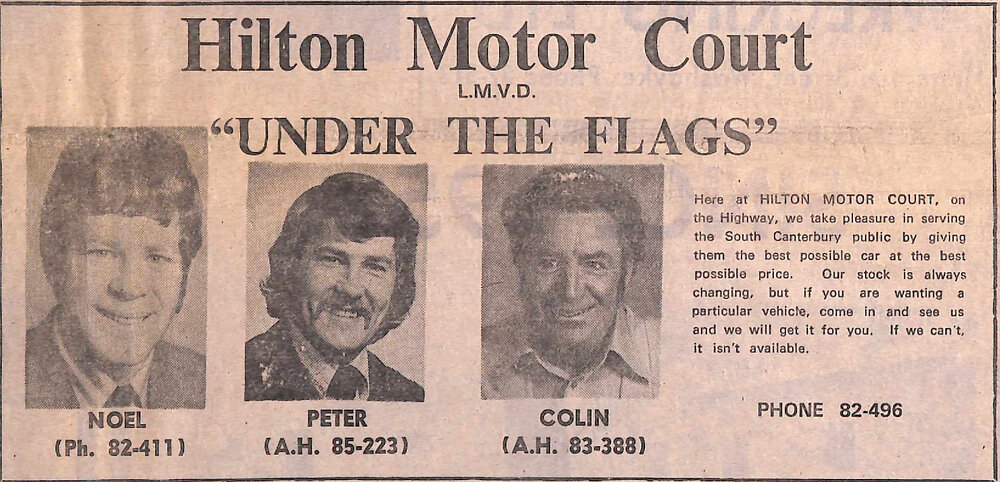 Hilton Motor Court
L.M.V.D.
“UNDER THE FLAGS”
Here at HILTON MOTOR COURT, on
the Highway, we take pleasure in serving
the South Canterbury public by giving
them the best possible car at the best
possible price. Our stock is always
changing, but if you are wanting a
particular vehicle, come in and see us
and we will get it for you. If we can't,
it isn't available.
PHONE 82-496
NOEL
(Ph. 82-411)
PETER
(A.H. 85-223)
COLIN
(A.H. 83-388)